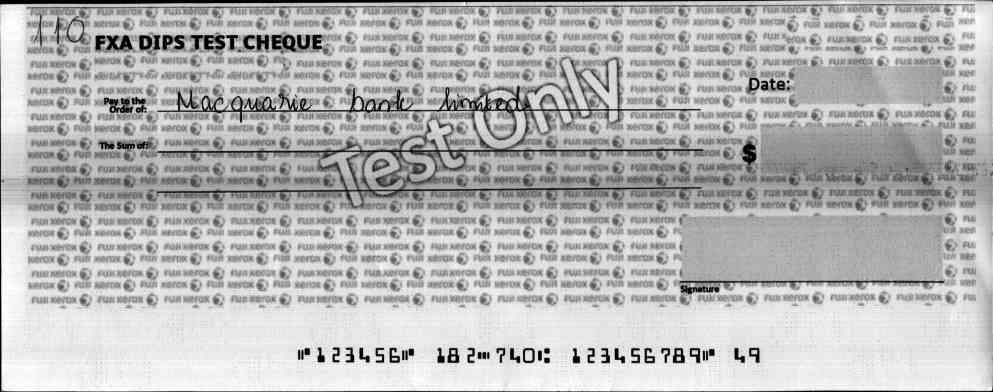 110
FXA DIPS TEST CHEQUE
Date:
Pay to the
Order of:
Macquarie bank limited
The Sum of:
$
Test Only
Signature
⑈123456⑈ 182⑉740⑆ 123456789⑈ 49